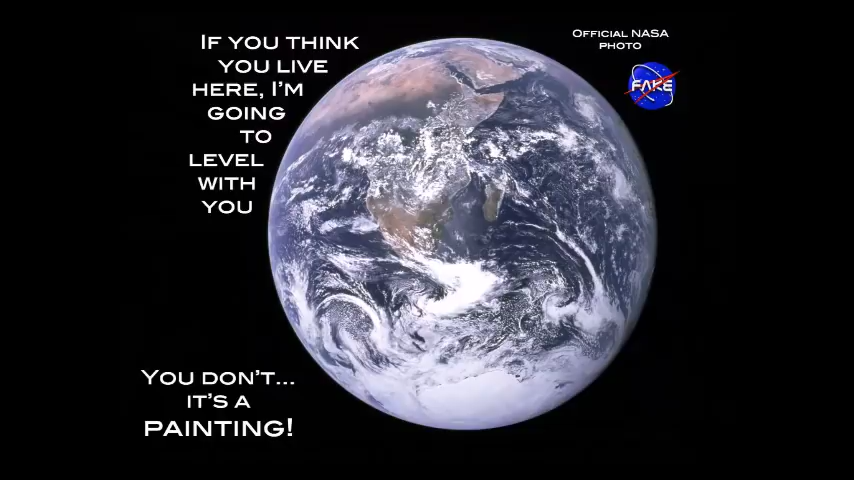 If you think
you live
here, I'm
going
to
level
with
you
Official NASA
photo
FAKE
You don't...
it's a
painting!